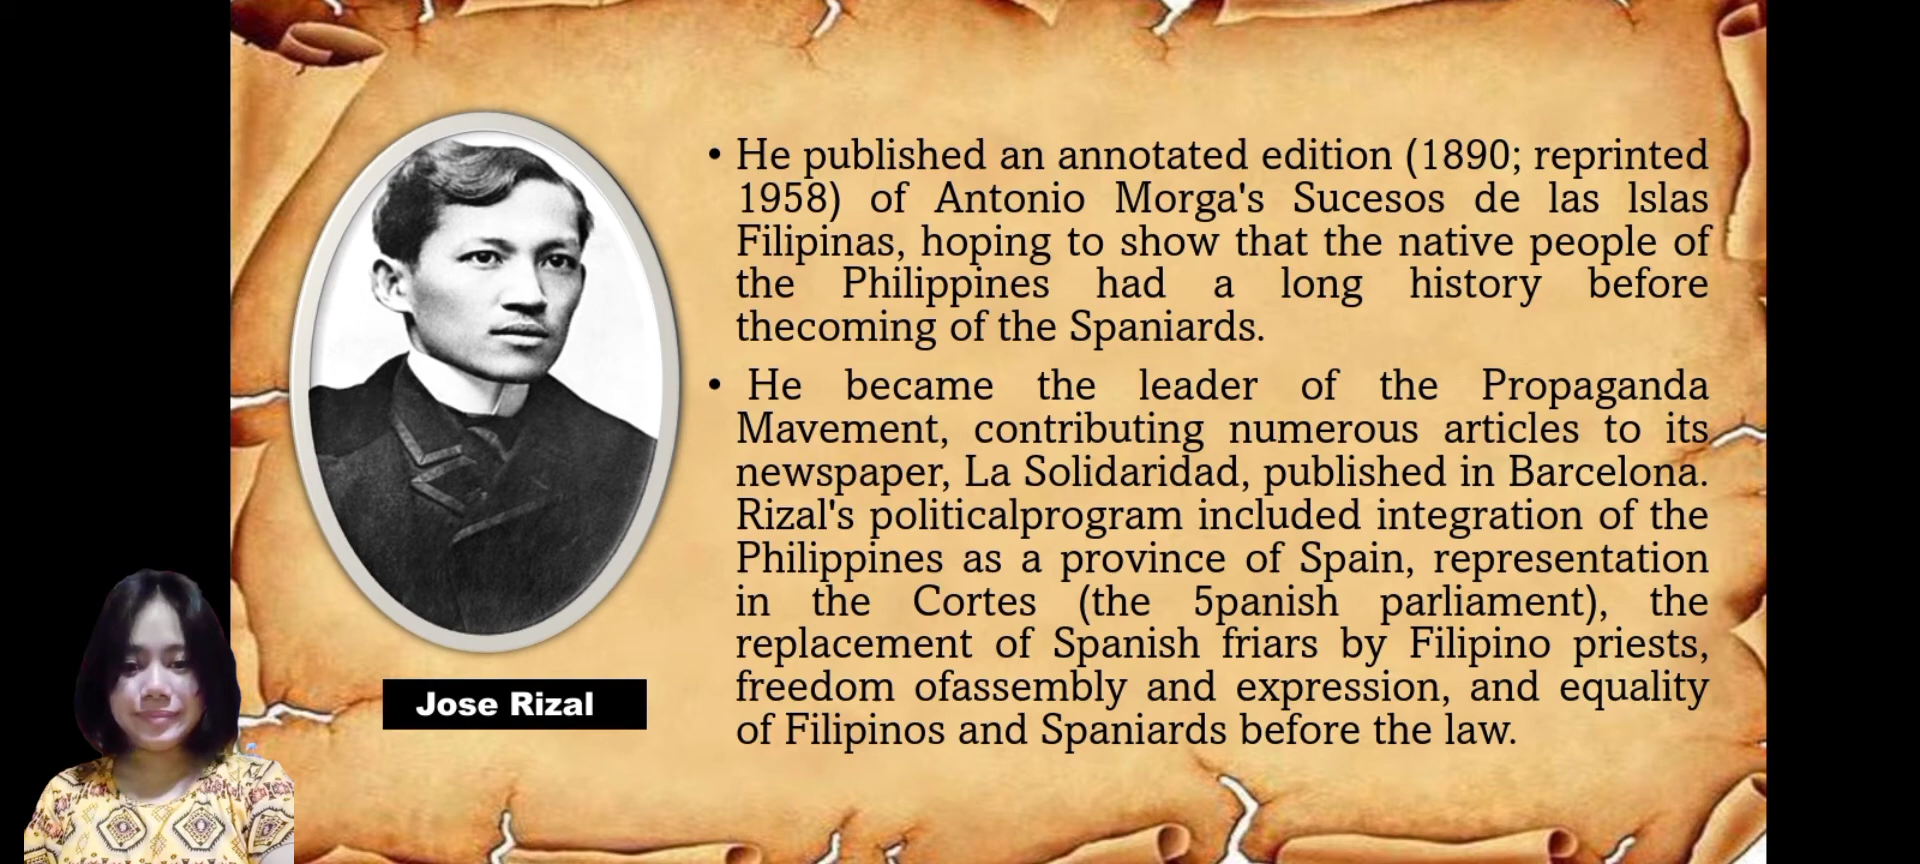 • He published an annotated edition (1890; reprinted
1958) of Antonio Morga's Sucesos de las lslas
Filipinas, hoping to show that the native people of
the Philippines had a long history before
thecoming of the Spaniards.
• He became the leader of the Propaganda
Mavement, contributing numerous articles to its
newspaper, La Solidaridad, published in Barcelona.
Rizal's politicalprogram included integration of the
Philippines as a province of Spain, representation
in the Cortes (the 5panish parliament), the
replacement of Spanish friars by Filipino priests,
freedom ofassembly and expression, and equality
of Filipinos and Spaniards before the law.
Jose Rizal